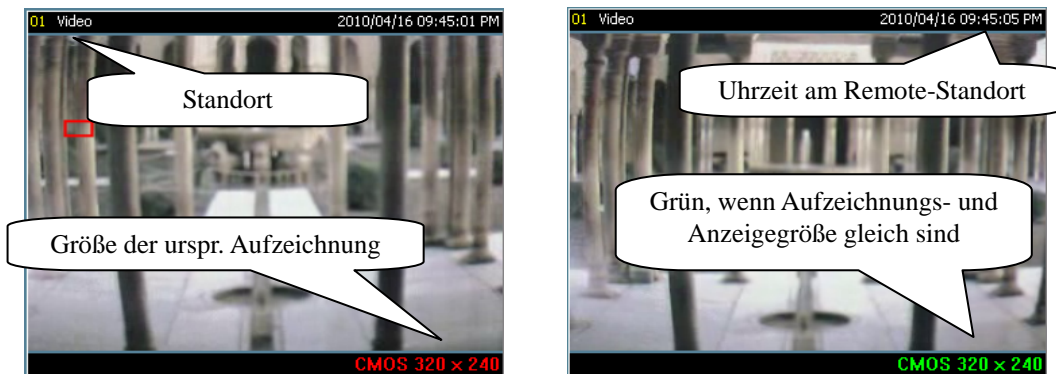 01 Video 2010/04/16 09:45:01 PM
Standort
Größe der urspr. Aufzeichnung
CMOS 320 × 240
01 Video 2010/04/16 09:45:05 PM
Uhrzeit am Remote-Standort
Grün, wenn Aufzeichnungs- und
Anzeigegröße gleich sind
CMOS 320 × 240